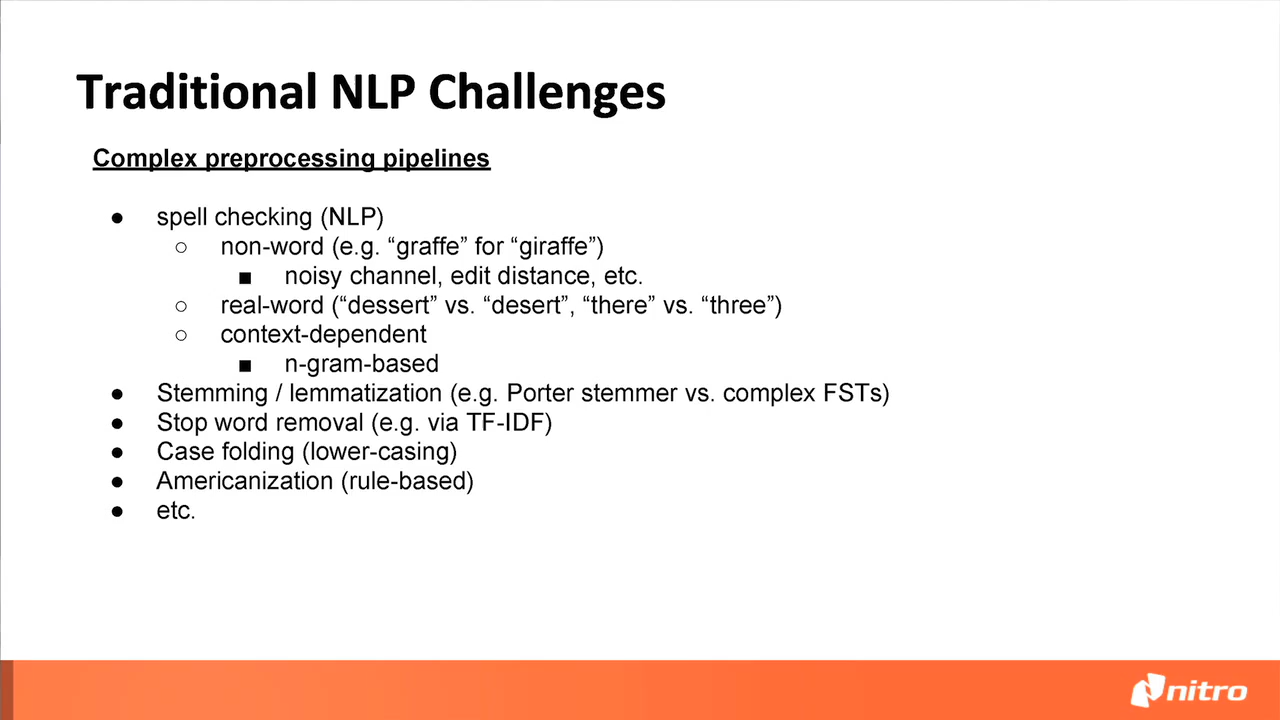 Traditional NLP Challenges
Complex preprocessing pipelines
● spell checking (NLP)
○ non-word (e.g. “graffe” for “giraffe”)
■ noisy channel, edit distance, etc.
○ real-word (“dessert” vs. “desert”, “there” vs. “three”)
○ context-dependent
■ n-gram-based
● Stemming / lemmatization (e.g. Porter stemmer vs. complex FSTs)
● Stop word removal (e.g. via TF-IDF)
● Case folding (lower-casing)
● Americanization (rule-based)
● etc.
nitro